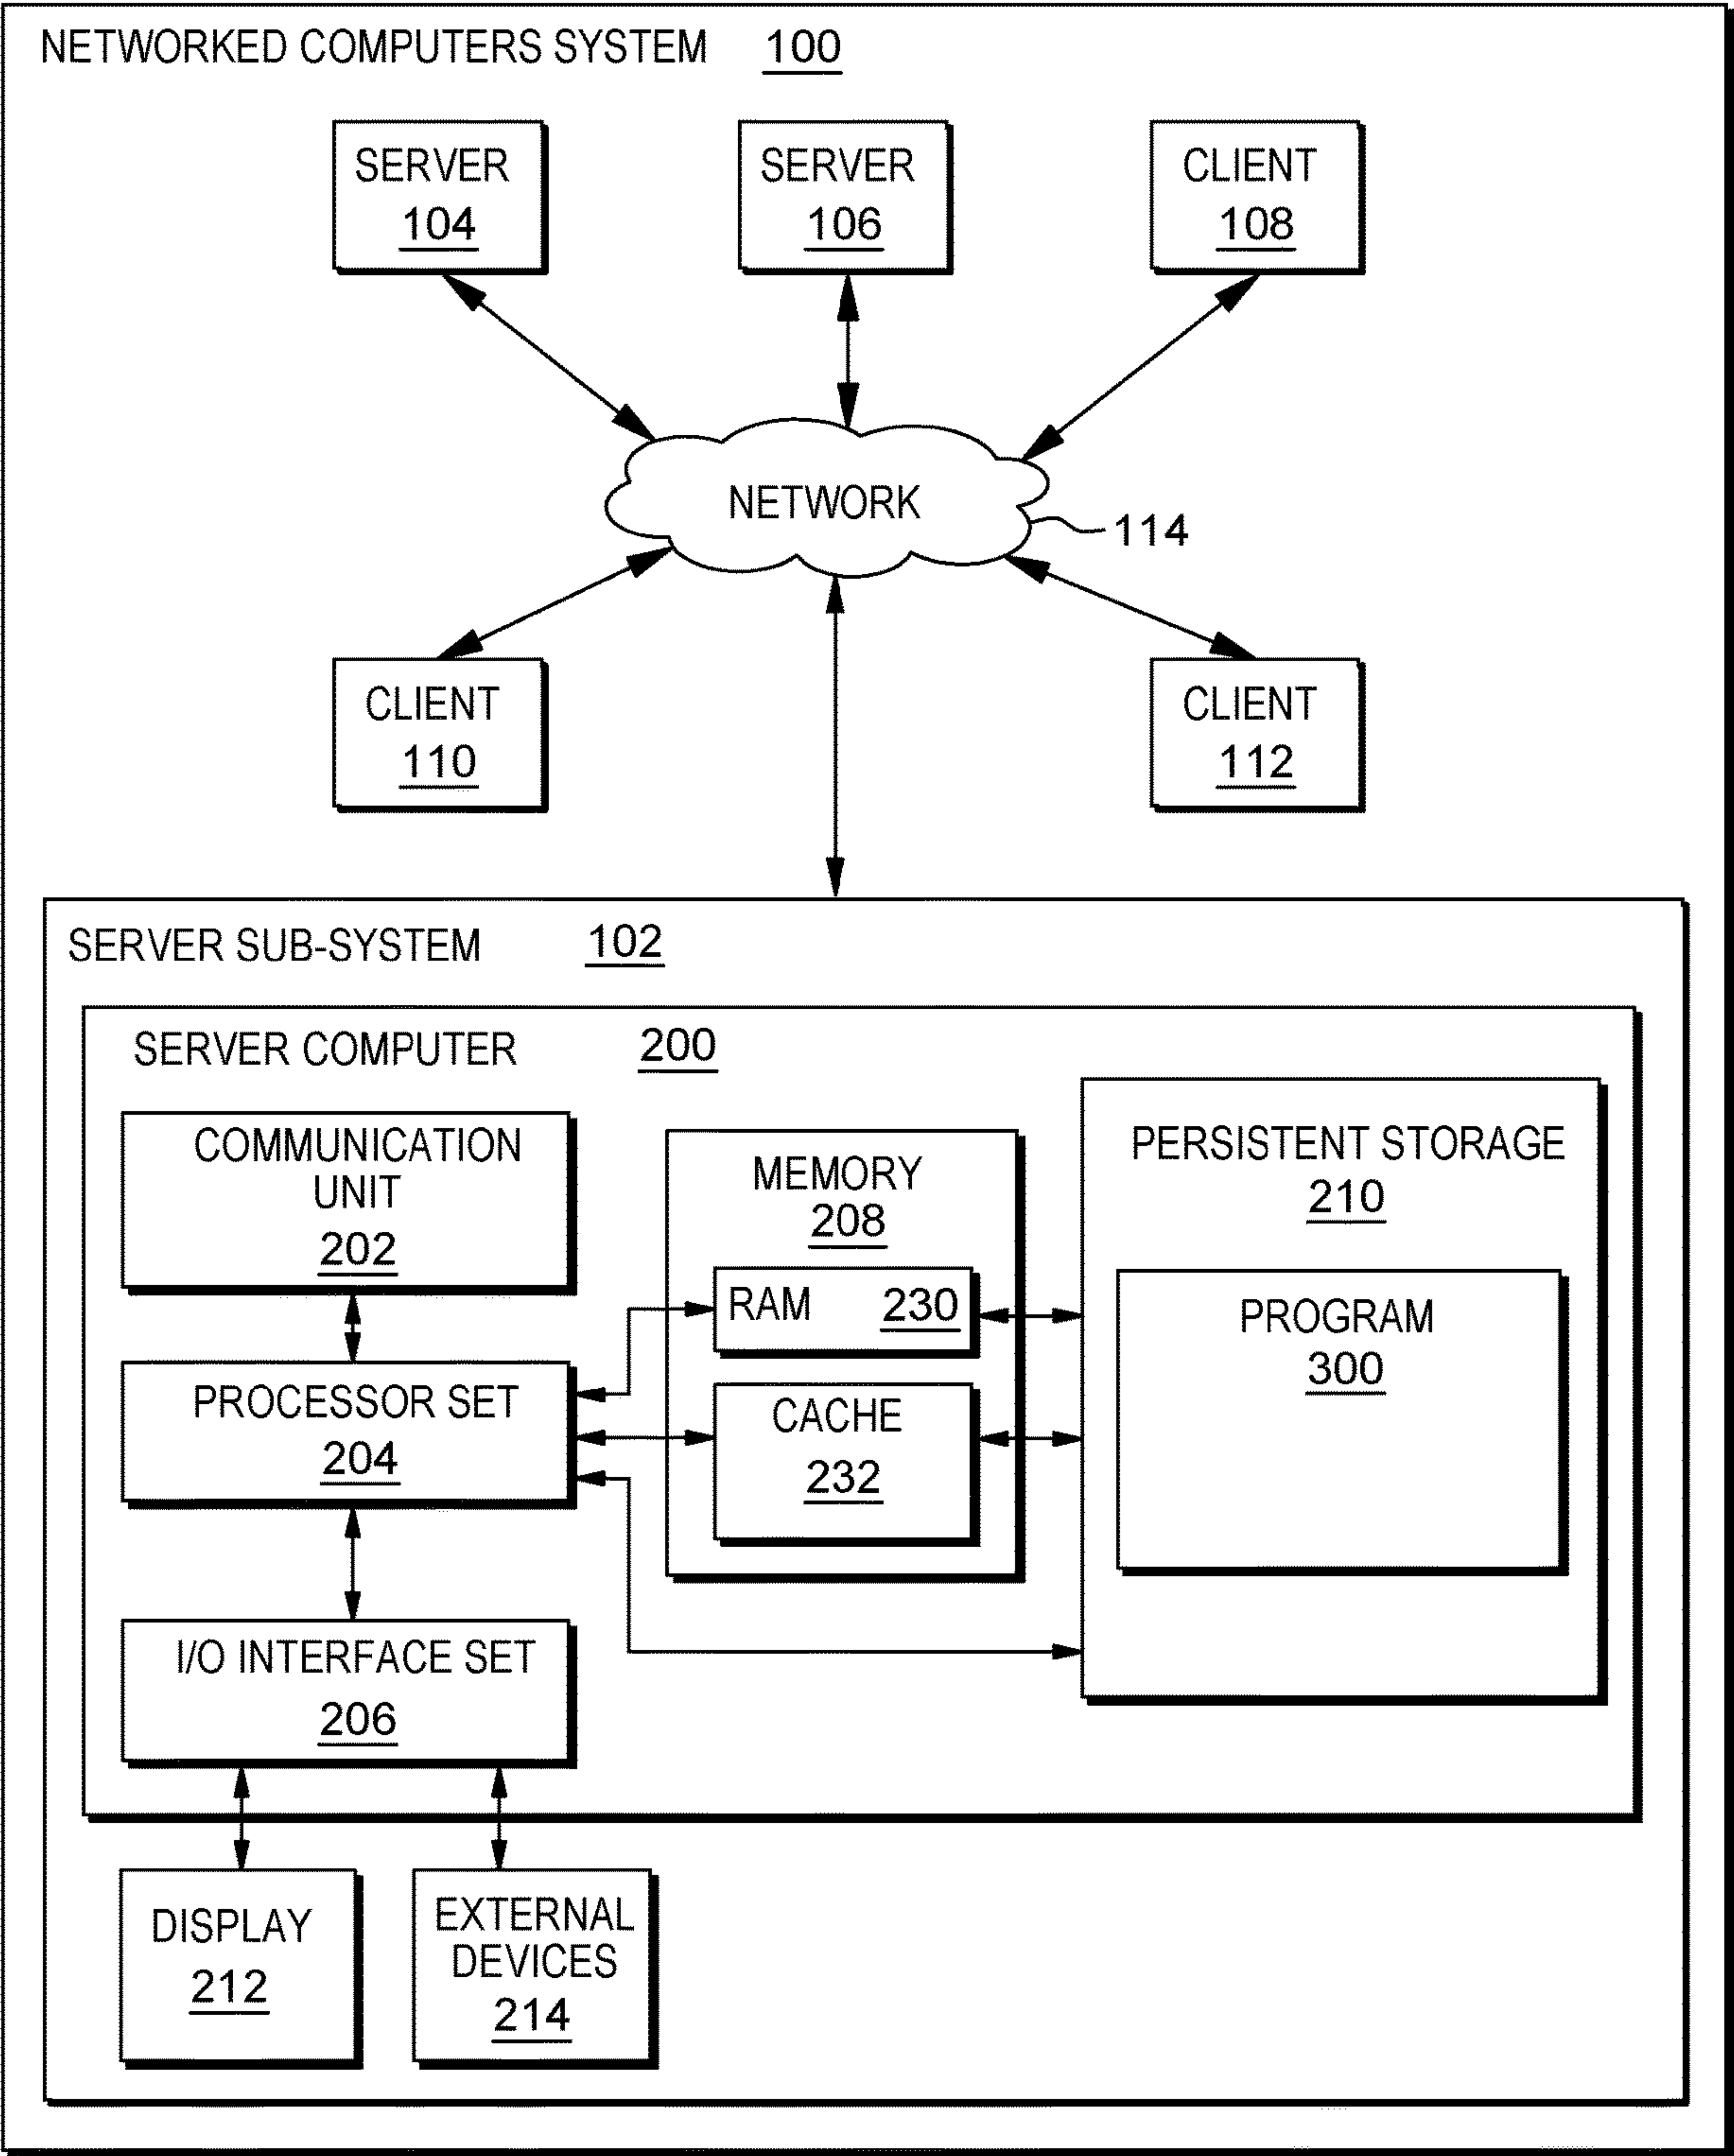 NETWORKED COMPUTERS SYSTEM 100
SERVER
104
SERVER
106
CLIENT
108
NETWORK
114
CLIENT
110
CLIENT
112
SERVER SUB-SYSTEM 102
SERVER COMPUTER 200
COMMUNICATION
UNIT
202
PROCESSOR SET
204
I/O INTERFACE SET
206
MEMORY
208
RAM 230
CACHE
232
PERSISTENT STORAGE
210
PROGRAM
300
DISPLAY
212
EXTERNAL
DEVICES
214